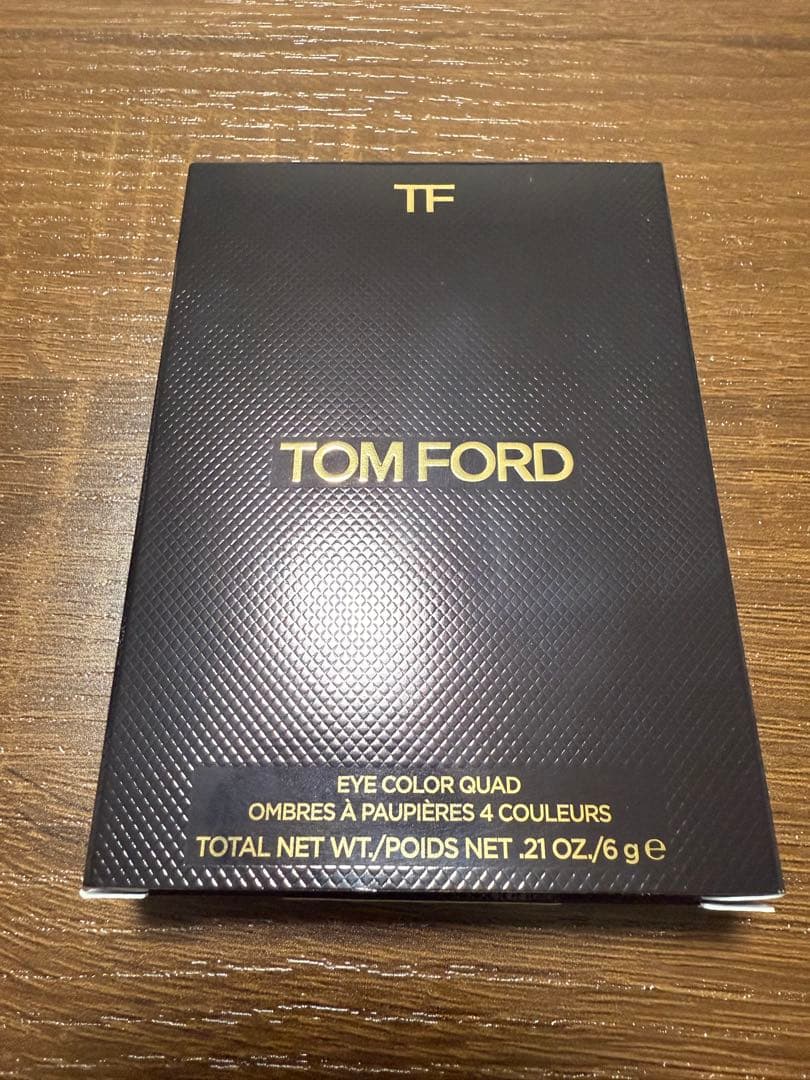 TF
TOM FORD
EYE COLOR QUAD
OMBRES À PAUPIÈRES 4 COULEURS
TOTAL NET WT./POIDS NET .21 OZ./6 g ℮